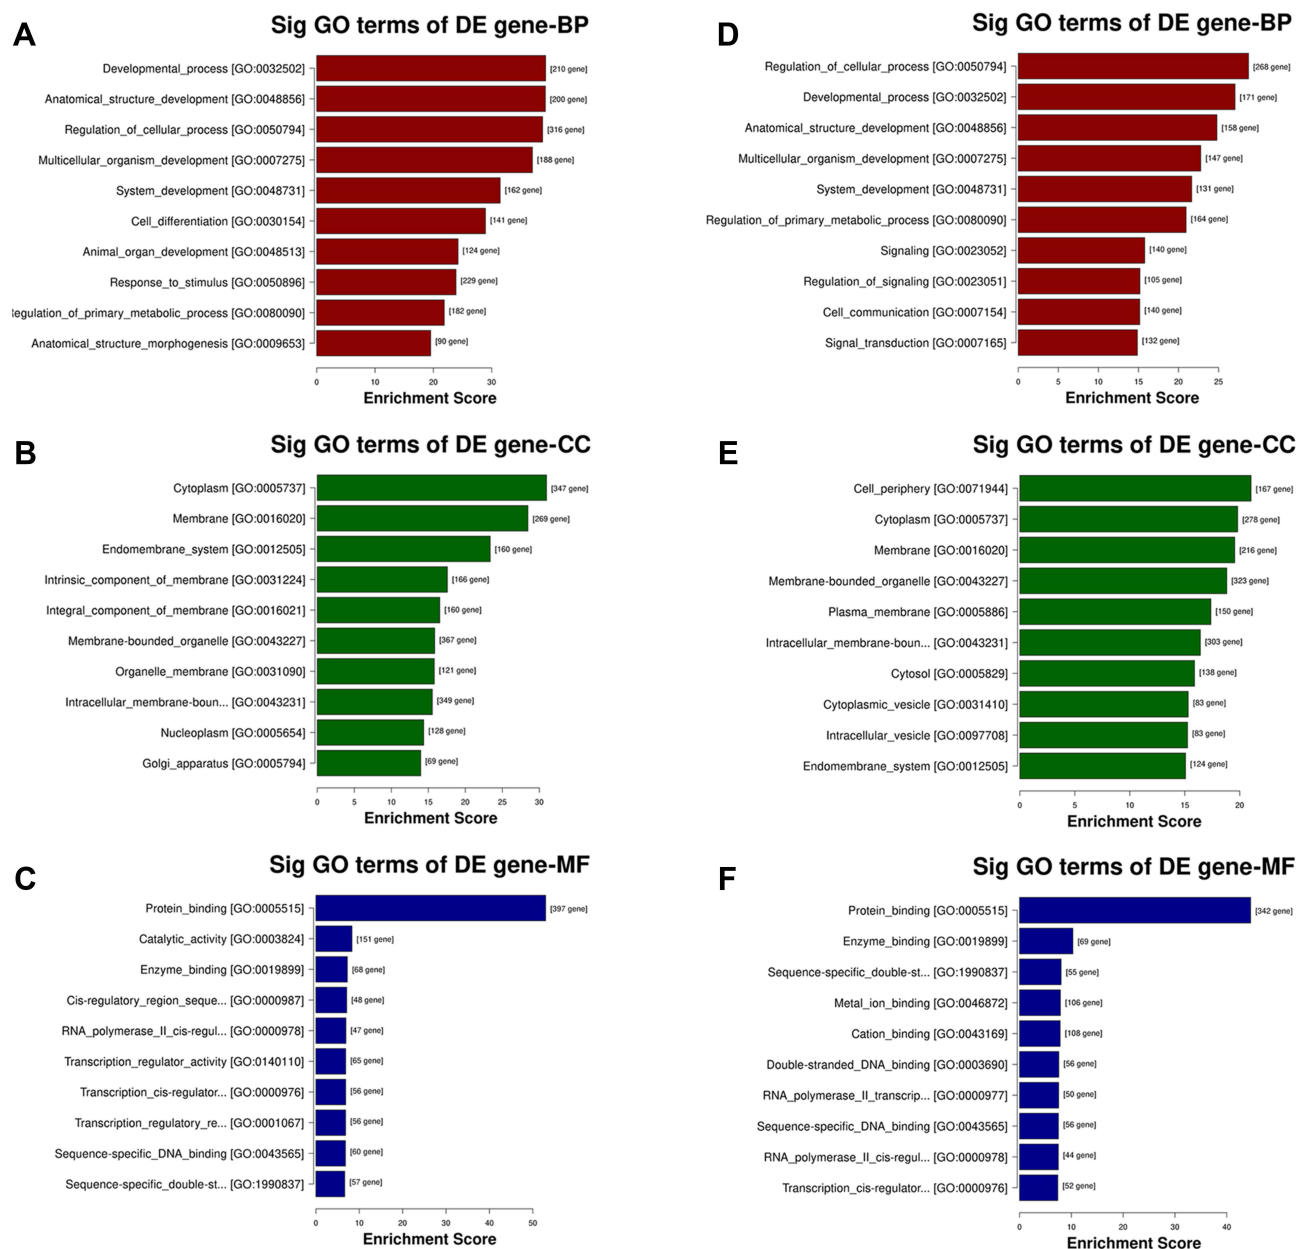 A
Sig GO terms of DE gene-BP
Developmental_process [GO:0032502]
[210 gene]
Anatomical_structure_development [GO:0048856]
[200 gene]
Regulation_of_cellular_process [GO:0050794]
[316 gene]
Multicellular_organism_development [GO:0007275]
[188 gene]
System_development [GO:0048731]
[162 gene]
Cell_differentiation [GO:0030154]
[141 gene]
Animal_organ_development [GO:0048513]
[124 gene]
Response_to_stimulus [GO:0050896]
[229 gene]
legulation_of_primary_metabolic_process [GO:0080090]
[182 gene]
Anatomical_structure_morphogenesis [GO:0009653]
[90 gene]
0 10 20 30
Enrichment Score
D
Sig GO terms of DE gene-BP
Regulation_of_cellular_process [GO:0050794]
[268 gene]
Developmental_process [GO:0032502]
[171 gene]
Anatomical_structure_development [GO:0048856]
[158 gene]
Multicellular_organism_development [GO:0007275]
[147 gene]
System_development [GO:0048731]
[131 gene]
Regulation_of_primary_metabolic_process [GO:0080090]
[164 gene]
Signaling [GO:0023052]
[140 gene]
Regulation_of_signaling [GO:0023051]
[105 gene]
Cell_communication [GO:0007154]
[140 gene]
Signal_transduction [GO:0007165]
[132 gene]
0 5 10 15 20 25
Enrichment Score
B
Sig GO terms of DE gene-CC
Cytoplasm [GO:0005737]
[347 gene]
Membrane [GO:0016020]
[269 gene]
Endomembrane_system [GO:0012505]
[160 gene]
Intrinsic_component_of_membrane [GO:0031224]
[166 gene]
Integral_component_of_membrane [GO:0016021]
[160 gene]
Membrane-bounded_organelle [GO:0043227]
[367 gene]
Organelle_membrane [GO:0031090]
[121 gene]
Intracellular_membrane-boun... [GO:0043231]
[349 gene]
Nucleoplasm [GO:0005654]
[128 gene]
Golgi_apparatus [GO:0005794]
[69 gene]
0 5 10 15 20 25 30
Enrichment Score
E
Sig GO terms of DE gene-CC
Cell_periphery [GO:0071944]
[167 gene]
Cytoplasm [GO:0005737]
[278 gene]
Membrane [GO:0016020]
[216 gene]
Membrane-bounded_organelle [GO:0043227]
[323 gene]
Plasma_membrane [GO:0005886]
[150 gene]
Intracellular_membrane-boun... [GO:0043231]
[303 gene]
Cytosol [GO:0005829]
[138 gene]
Cytoplasmic_vesicle [GO:0031410]
[83 gene]
Intracellular_vesicle [GO:0097708]
[83 gene]
Endomembrane_system [GO:0012505]
[124 gene]
0 5 10 15 20
Enrichment Score
C
Sig GO terms of DE gene-MF
Protein_binding [GO:0005515]
[397 gene]
Catalytic_activity [GO:0003824]
[151 gene]
Enzyme_binding [GO:0019899]
[68 gene]
Cis-regulatory_region_seque... [GO:0000987]
[48 gene]
RNA_polymerase_II_cis-regul... [GO:0000978]
[47 gene]
Transcription_regulator_activity [GO:0140110]
[65 gene]
Transcription_cis-regulator... [GO:0000976]
[56 gene]
Transcription_regulatory_re... [GO:0001067]
[56 gene]
Sequence-specific_DNA_binding [GO:0043565]
[60 gene]
Sequence-specific_double-st... [GO:1990837]
[57 gene]
0 10 20 30 40 50
Enrichment Score
F
Sig GO terms of DE gene-MF
Protein_binding [GO:0005515]
[342 gene]
Enzyme_binding [GO:0019899]
[69 gene]
Sequence-specific_double-st... [GO:1990837]
[55 gene]
Metal_ion_binding [GO:0046872]
[106 gene]
Cation_binding [GO:0043169]
[108 gene]
Double-stranded_DNA_binding [GO:0003690]
[56 gene]
RNA_polymerase_II_transcrip... [GO:0000977]
[50 gene]
Sequence-specific_DNA_binding [GO:0043565]
[56 gene]
RNA_polymerase_II_cis-regul... [GO:0000978]
[44 gene]
Transcription_cis-regulator... [GO:0000976]
[52 gene]
0 10 20 30 40
Enrichment Score